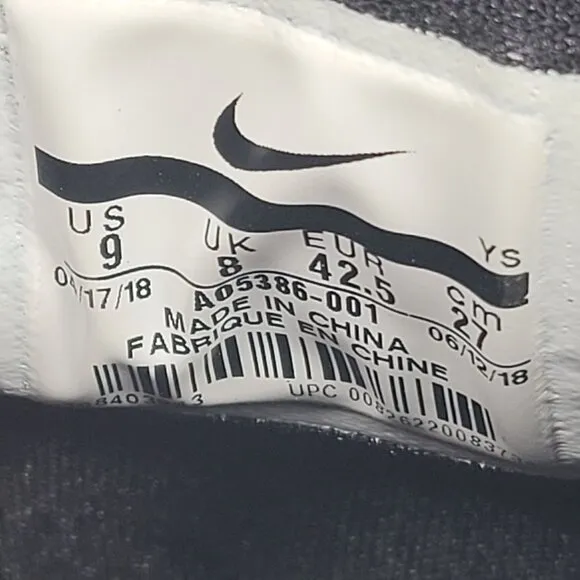 US UK EUR cm YS
9 8 42.5 27
04/17/18 AO5386-001 06/12/18
MADE IN CHINA
FABRIQUE EN CHINE
UPC